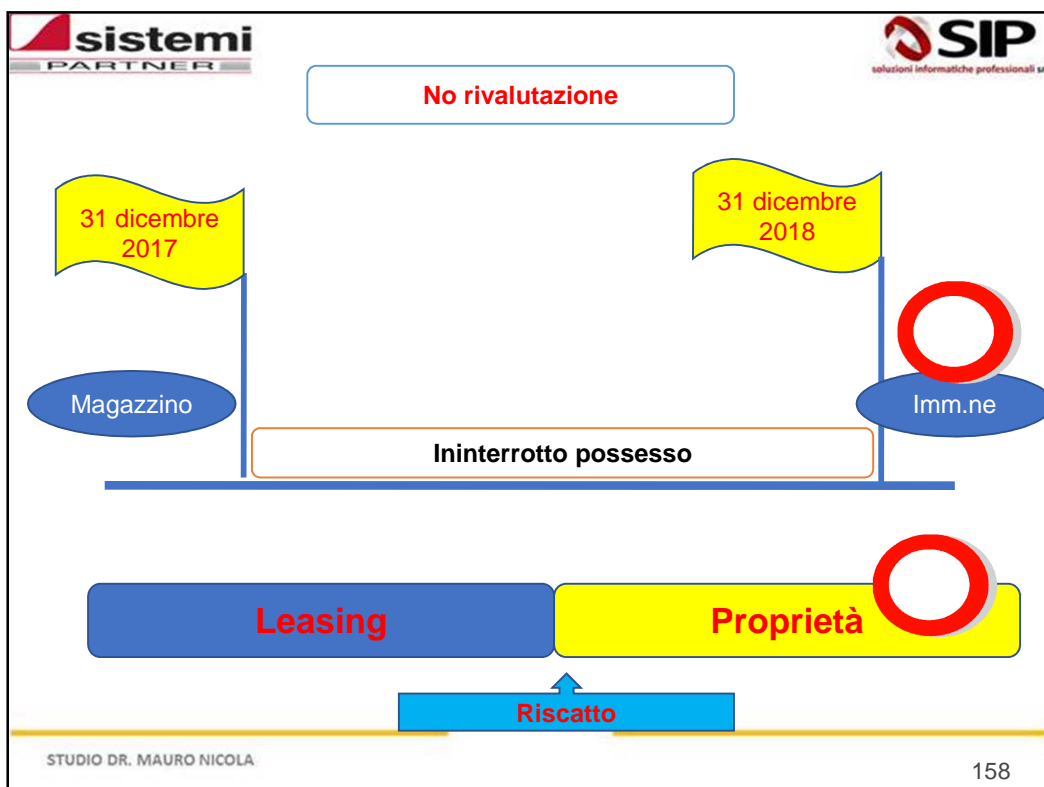 sistemi
PARTNER
SIP
soluzioni informatiche professionali
No rivalutazione
31 dicembre
2017
31 dicembre
2018
Magazzino
Imm.ne
Ininterrotto possesso
Leasing
Proprietà
Riscatto
STUDIO DR. MAURO NICOLA
158